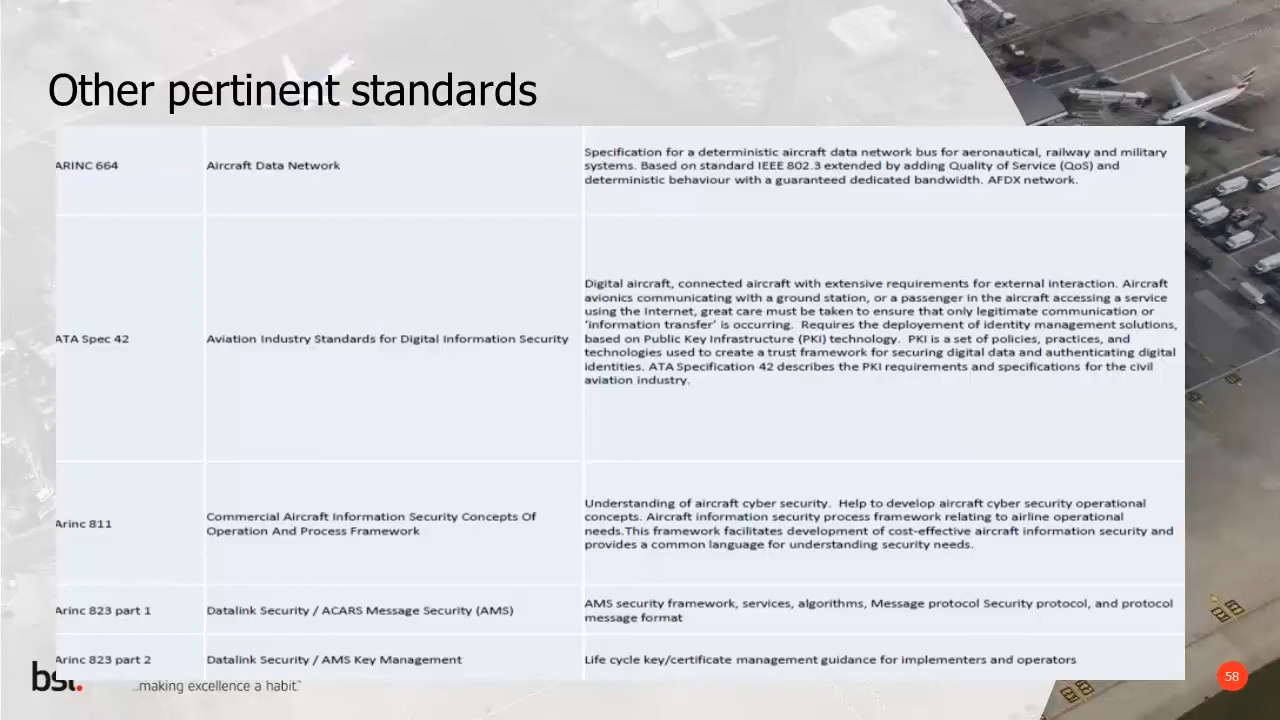 Other pertinent standards
ARINC 664
Aircraft Data Network
Specification for a deterministic aircraft data network bus for aeronautical, railway and military
systems. Based on standard IEEE 802.3 extended by adding Quality of Service (QoS) and
deterministic behaviour with a guaranteed dedicated bandwidth. AFDX network.
ATA Spec 42
Aviation Industry Standards for Digital Information Security
Digital aircraft, connected aircraft with extensive requirements for external interaction. Aircraft
avionics communicating with a ground station, or a passenger in the aircraft accessing a service
using the Internet, great care must be taken to ensure that only legitimate communication or
‘information transfer’ is occurring. Requires the deployement of identity management solutions,
based on Public Key Infrastructure (PKI) technology. PKI is a set of policies, practices, and
technologies used to create a trust framework for securing digital data and authenticating digital
identities. ATA Specification 42 describes the PKI requirements and specifications for the civil
aviation industry.
Arinc 811
Commercial Aircraft Information Security Concepts Of
Operation And Process Framework
Understanding of aircraft cyber security. Help to develop aircraft cyber security operational
concepts. Aircraft information security process framework relating to airline operational
needs.This framework facilitates development of cost-effective aircraft information security and
provides a common language for understanding security needs.
Arinc 823 part 1
Datalink Security / ACARS Message Security (AMS)
AMS security framework, services, algorithms, Message protocol Security protocol, and protocol
message format
Arinc 823 part 2
Datalink Security / AMS Key Management
Life cycle key/certificate management guidance for implementers and operators
bsi.
...making excellence a habit.™
58